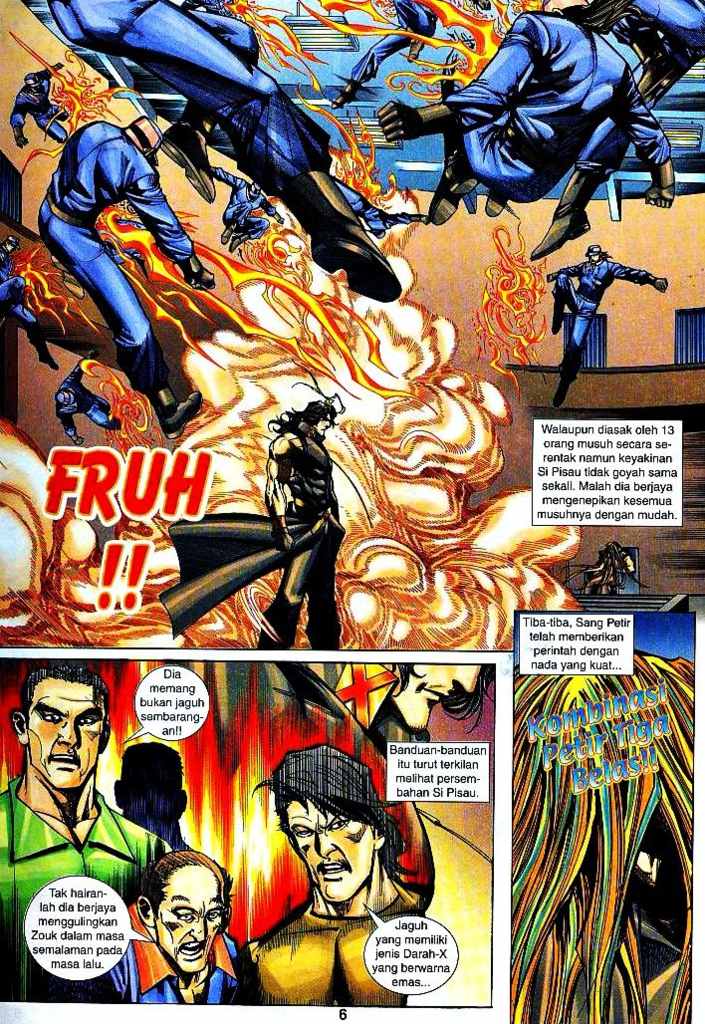 FRUH
!!
Walaupun diasak oleh 13
orang musuh secara se-
rentak namun keyakinan
Si Pisau tidak goyah sama
sekali. Malah dia berjaya
mengenepikan kesemua
musuhnya dengan mudah.
Tiba-tiba, Sang Petir
telah memberikan
perintah dengan
nada yang kuat...
Kombinasi
Petir Tiga
Belas!!
Dia
memang
bukan jaguh
sembarang-
an!!
Banduan-banduan
itu turut terkilan
melihat persem-
bahan Si Pisau.
Tak hairan-
lah dia berjaya
menggulingkan
Zouk dalam masa
semalaman pada
masa lalu.
Jaguh
yang memiliki
jenis Darah-X
yang berwarna
emas...
6